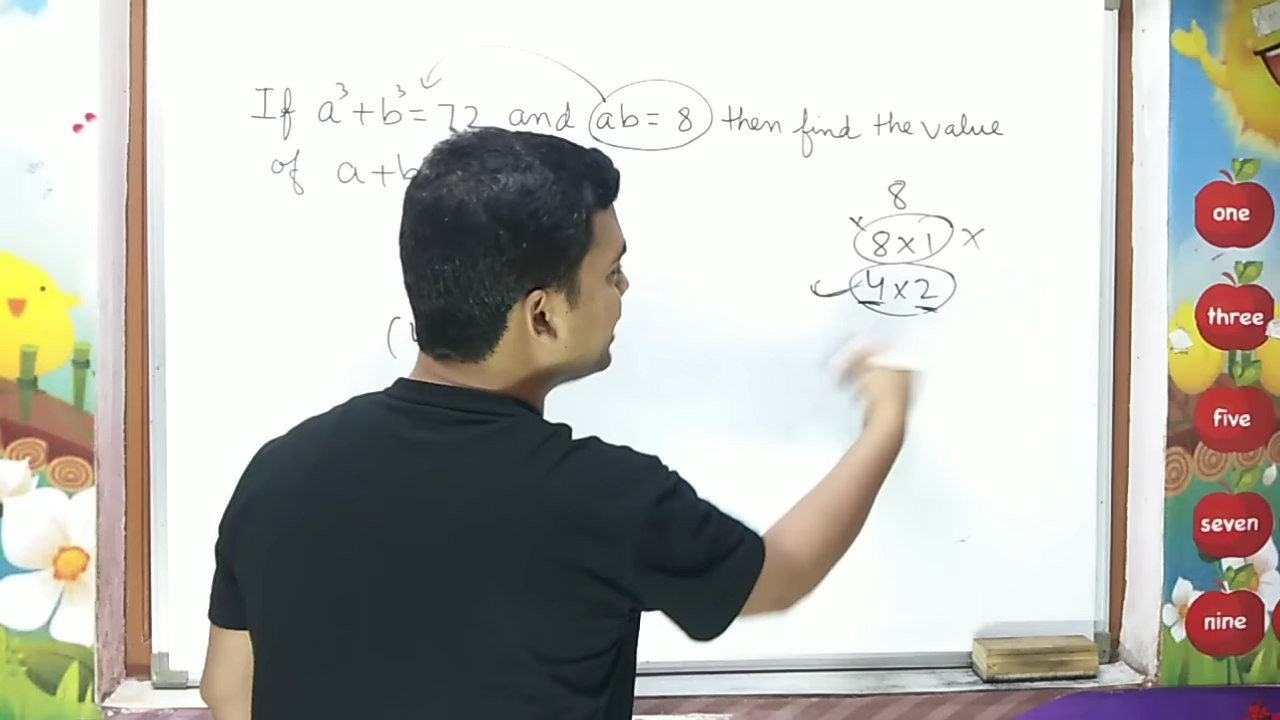 If a³ + b³ = 72 and ab = 8 then find the value
of a + b
8
8 × 1 ×
4 × 2
(
one
three
five
seven
nine